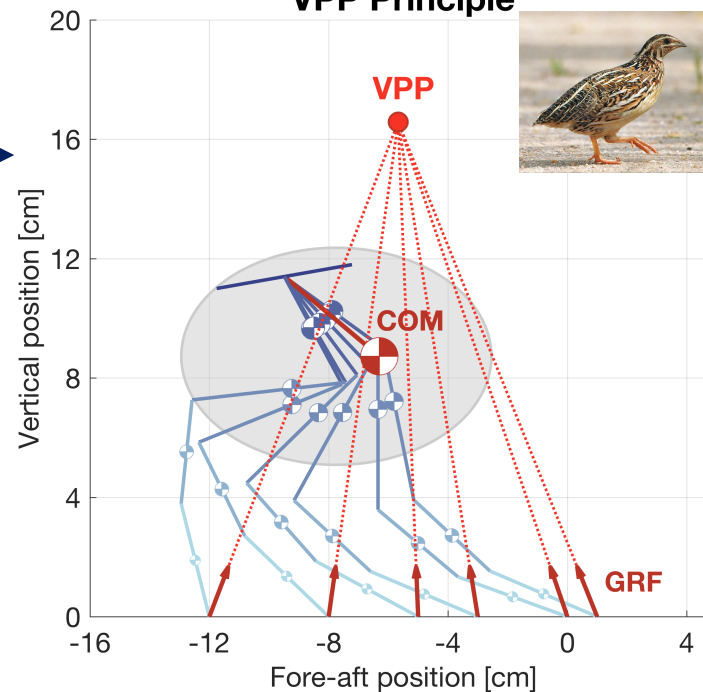 VPP Principle
20
VPP
16
12
COM
8
4
GRF
0
-16 -12 -8 -4 0 4
Vertical position [cm]
Fore-aft position [cm]